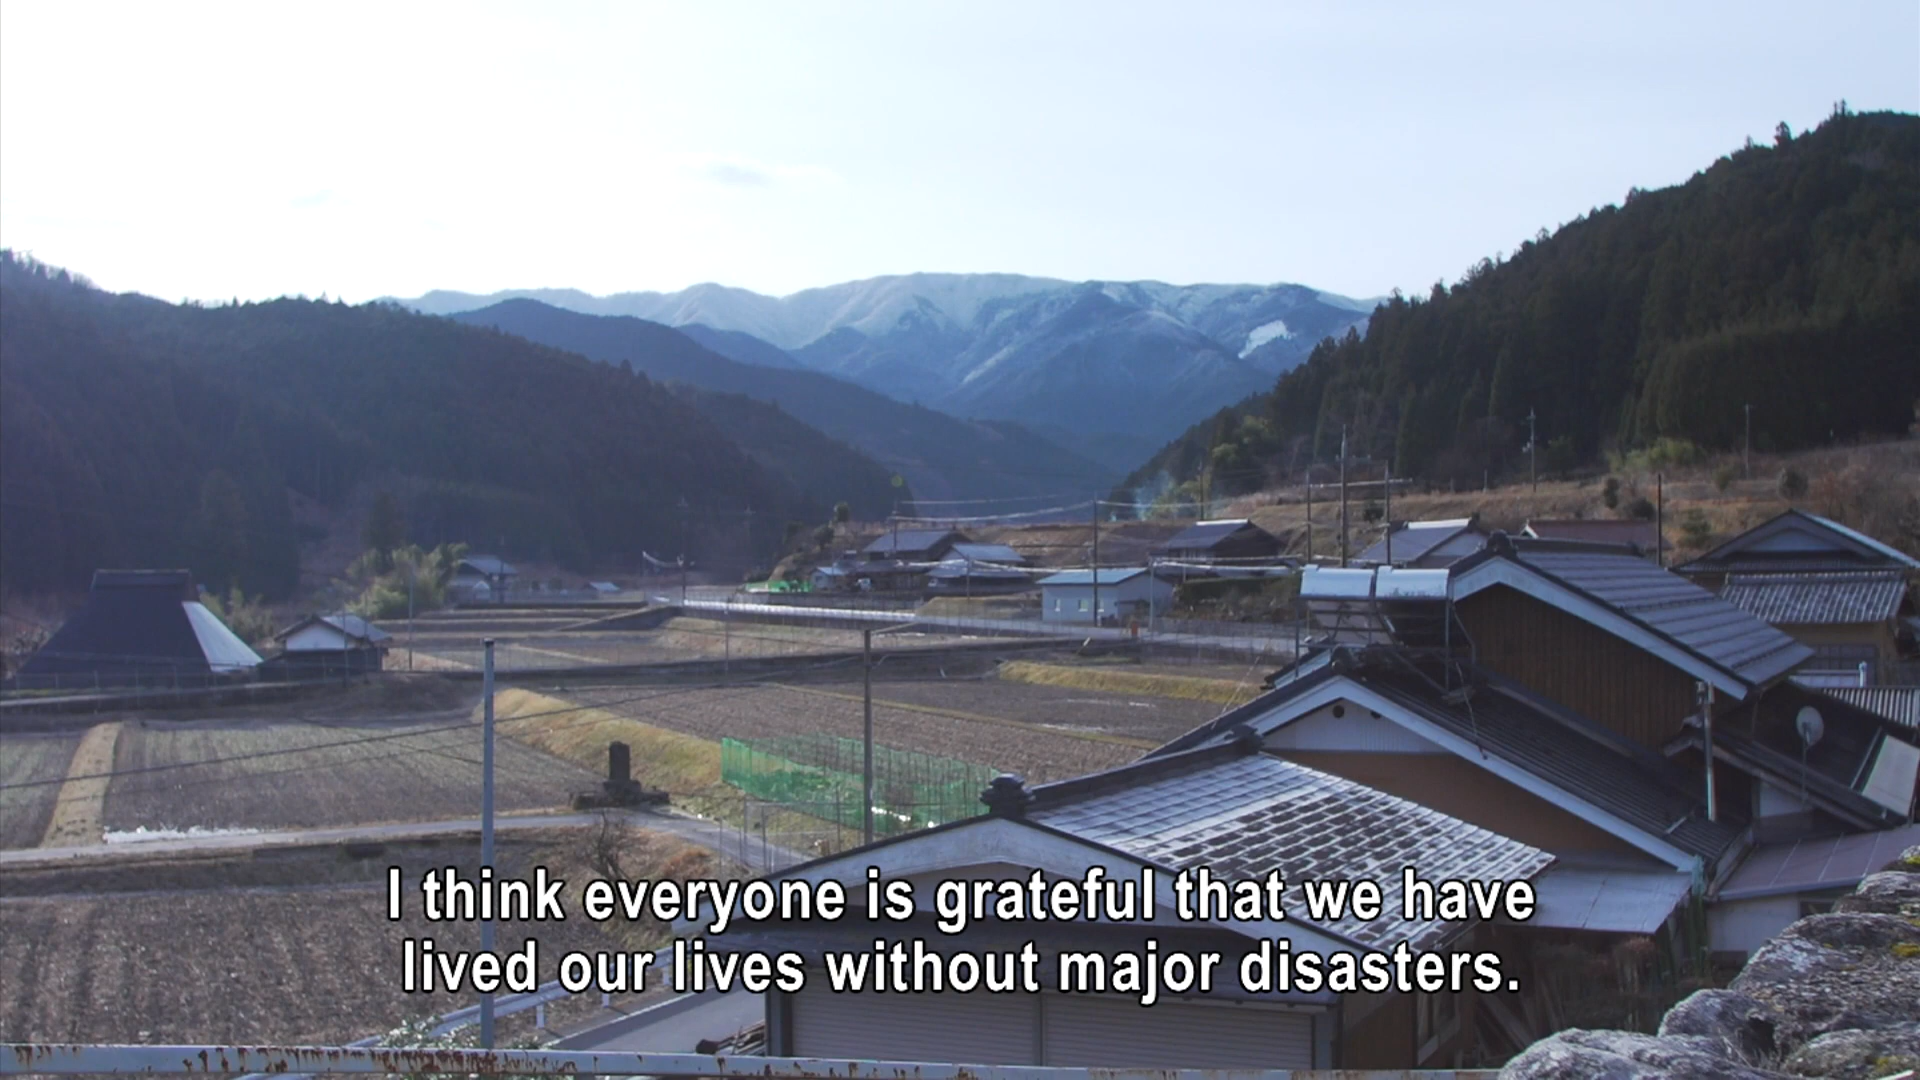 I think everyone is grateful that we have
lived our lives without major disasters.